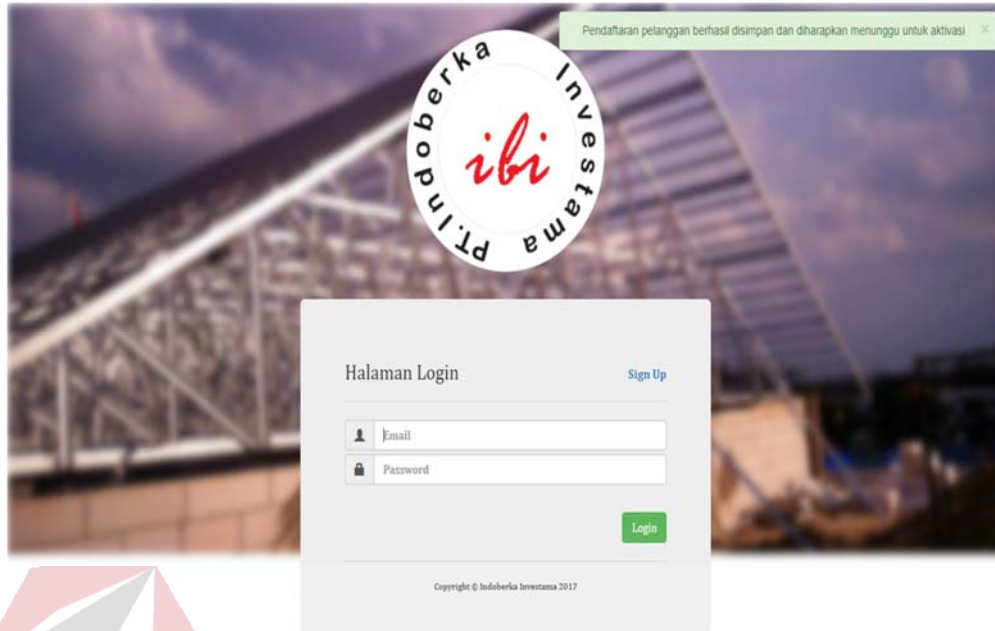 Pendaftaran pelanggan berhasil disimpan dan diharapkan menunggu untuk aktivasi ×
PT.Indoberka Investama
ibi
Halaman Login
Sign Up
Email
Password
Login
Copyright © Indoberka Investama 2017